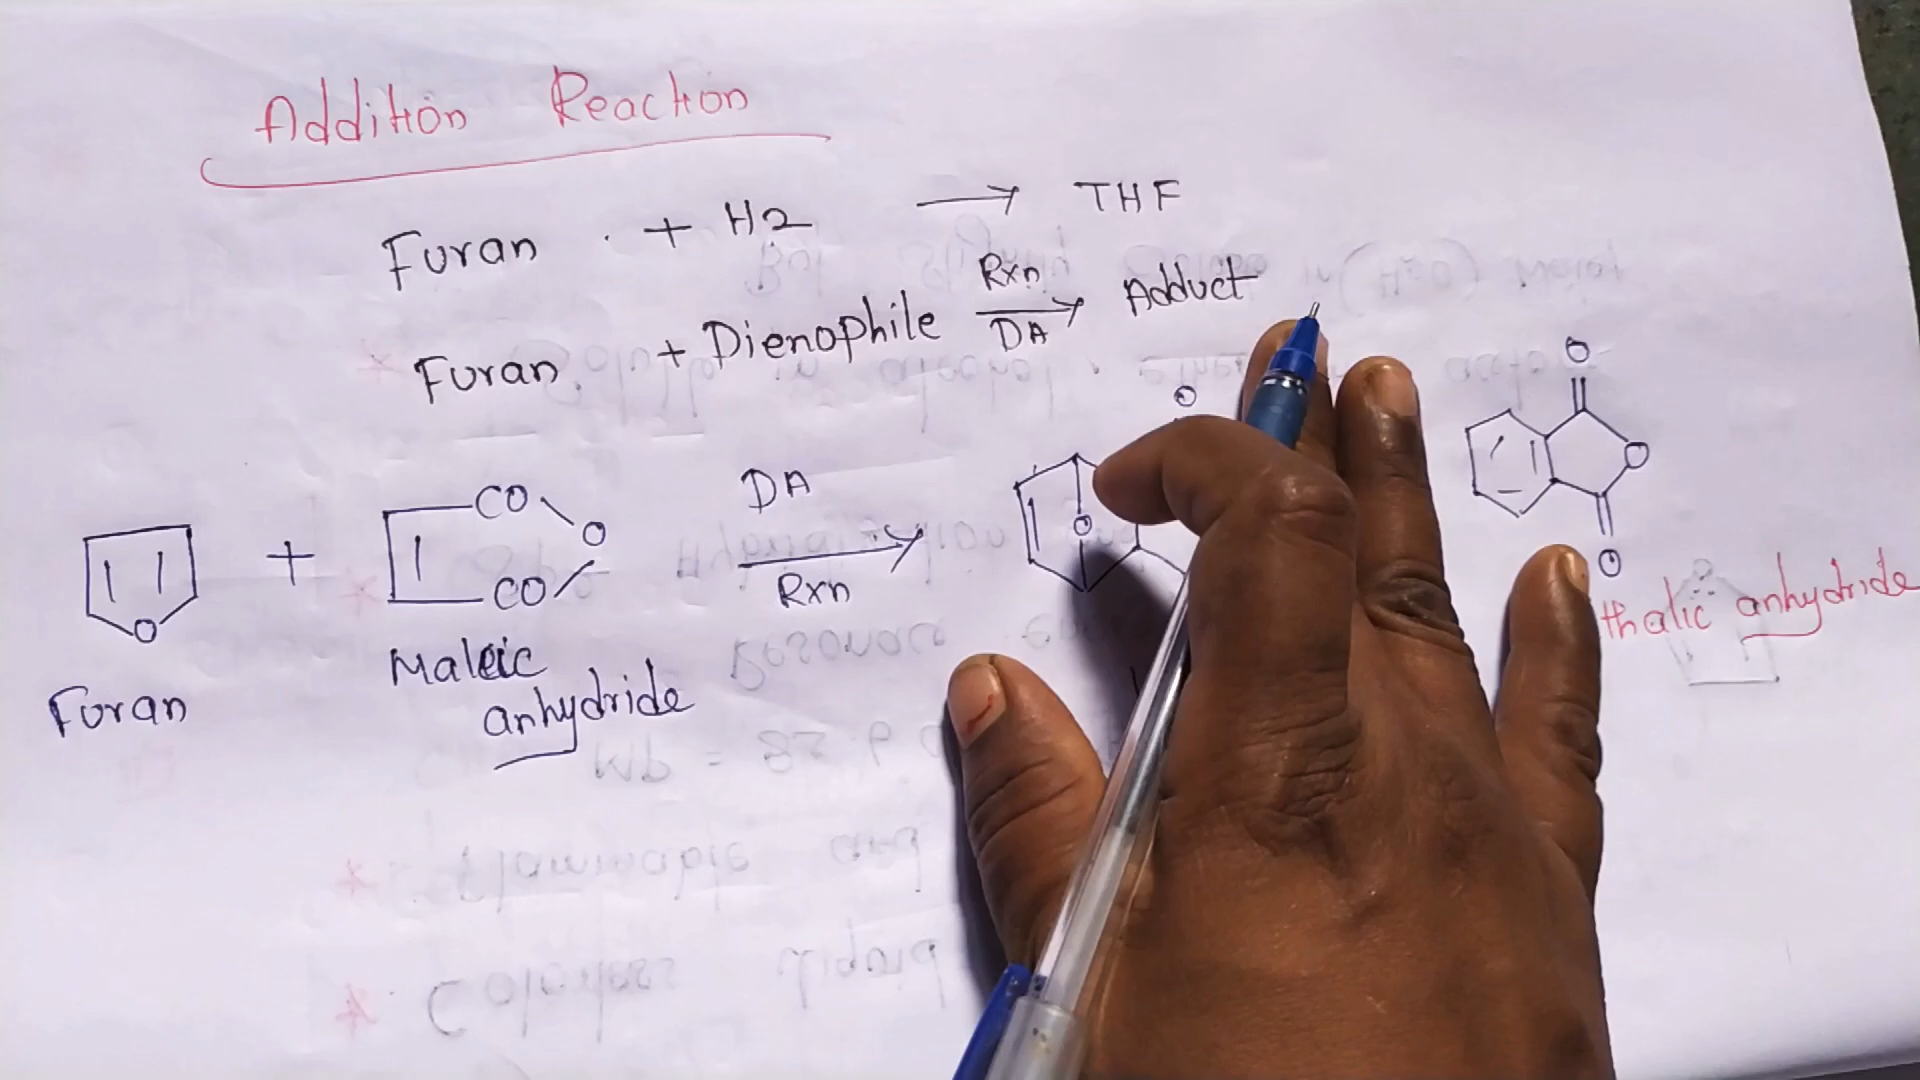 Addition Reaction
Furan + H2 → THF
Furan + Dienophile Rxn → DA Adduct
O O
CO O DA O O
+ CO Rxn
O O
Furan Maleic anhydride thalic anhydride